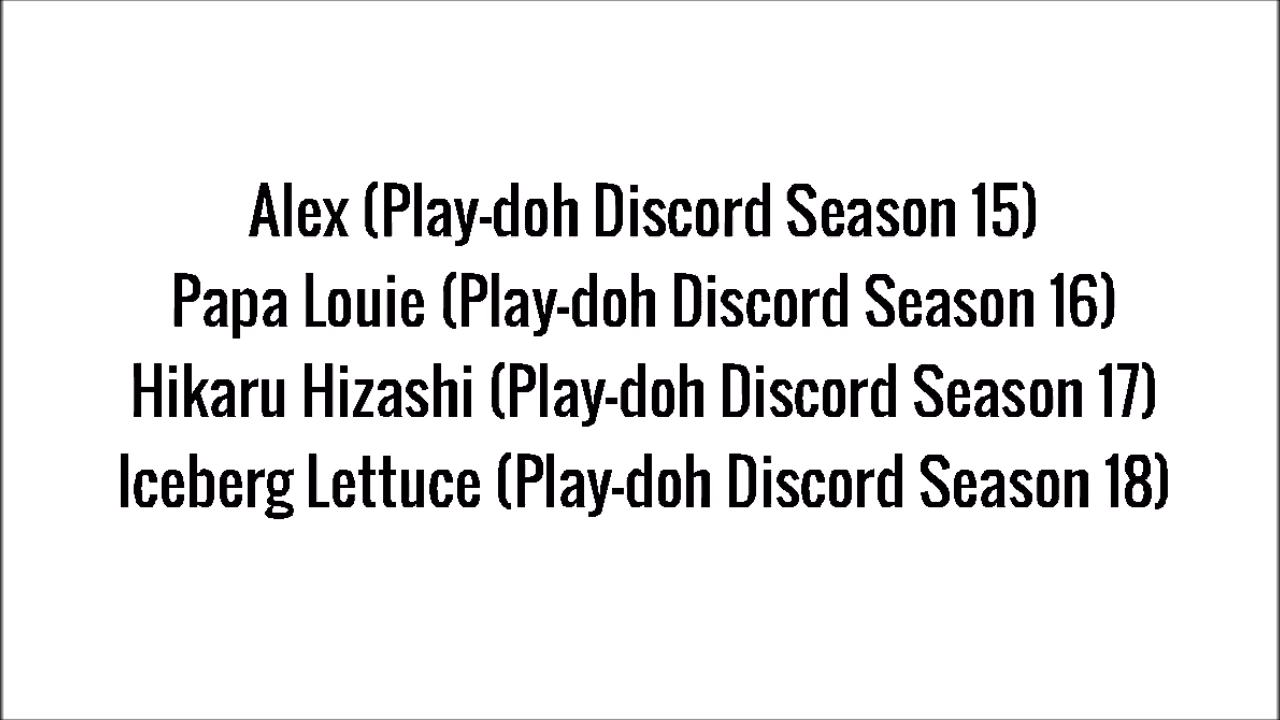 Alex (Play-doh Discord Season 15)
Papa Louie (Play-doh Discord Season 16)
Hikaru Hizashi (Play-doh Discord Season 17)
Iceberg Lettuce (Play-doh Discord Season 18)